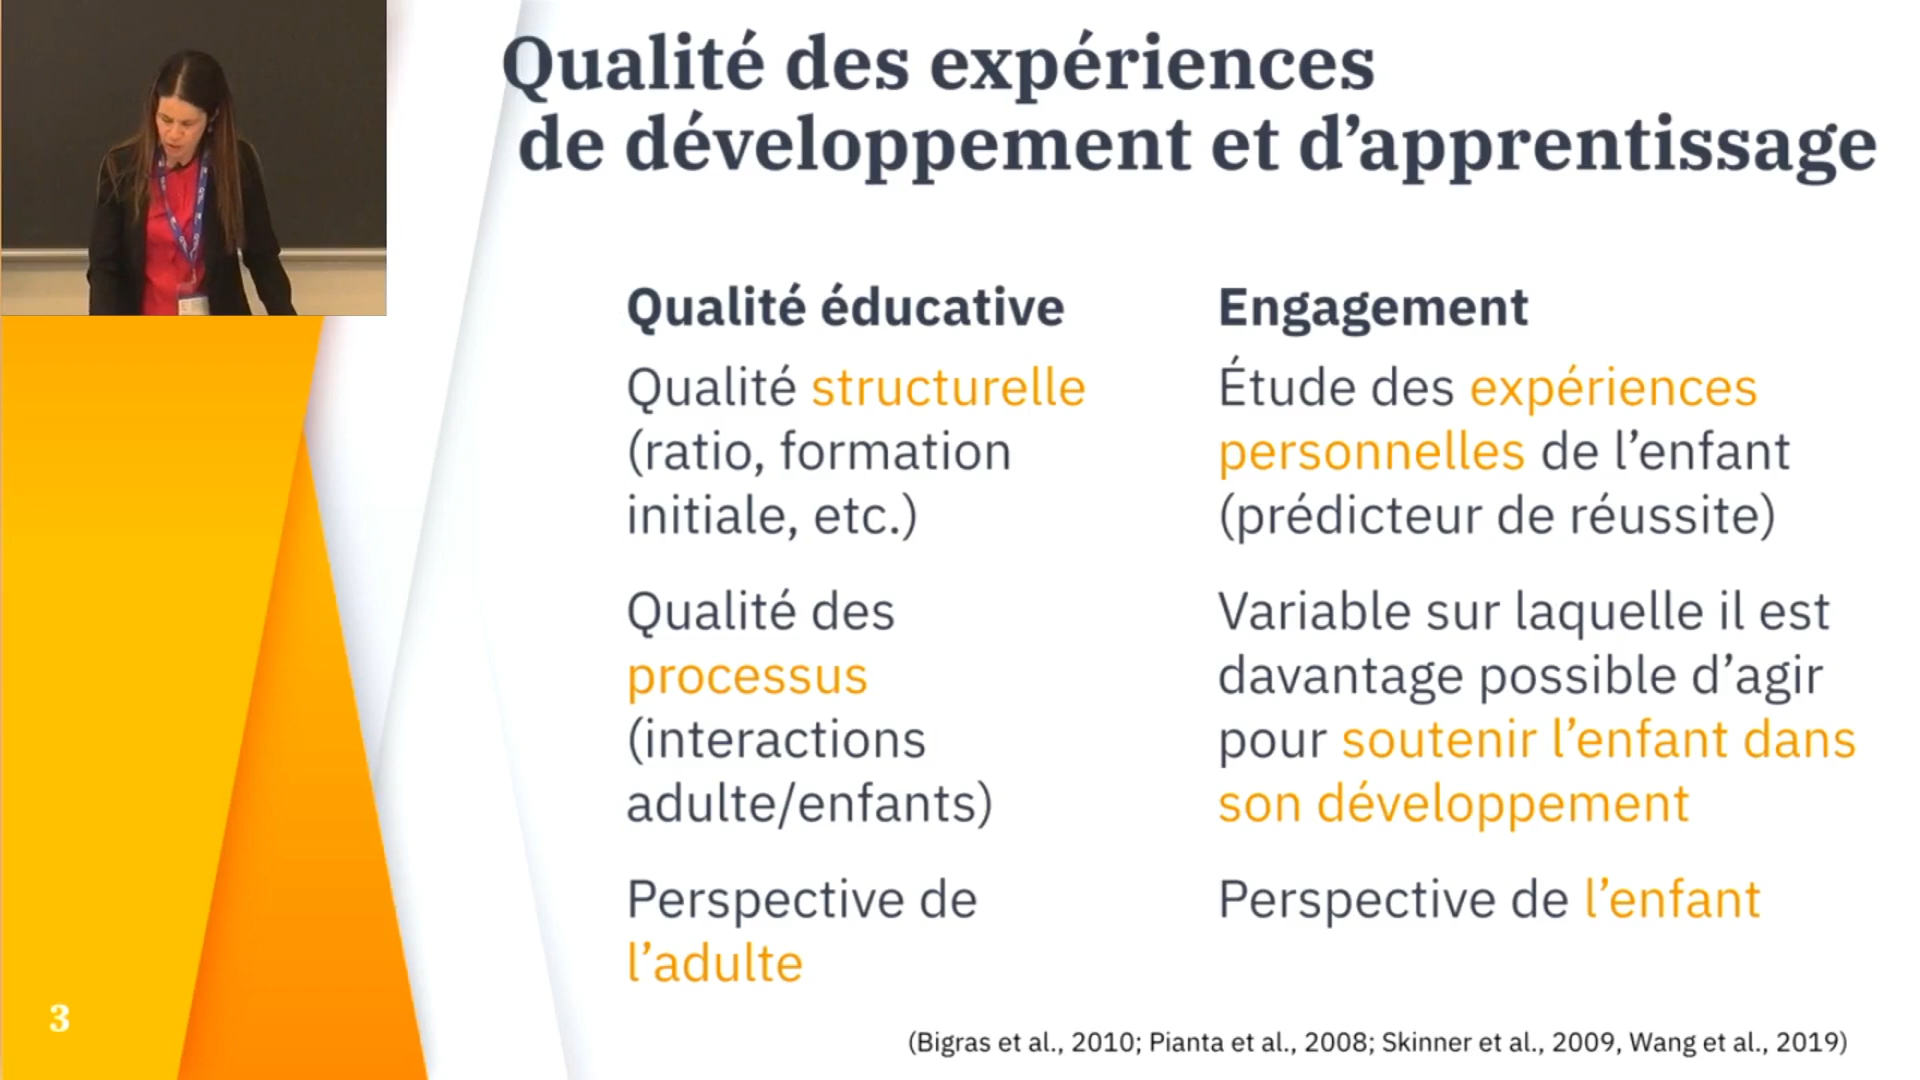 Qualité des expériences
de développement et d’apprentissage
Qualité éducative
Qualité structurelle
(ratio, formation
initiale, etc.)
Qualité des
processus
(interactions
adulte/enfants)
Perspective de
l’adulte
Engagement
Étude des expériences
personnelles de l’enfant
(prédicteur de réussite)
Variable sur laquelle il est
davantage possible d’agir
pour soutenir l’enfant dans
son développement
Perspective de l’enfant
3
(Bigras et al., 2010; Pianta et al., 2008; Skinner et al., 2009, Wang et al., 2019)